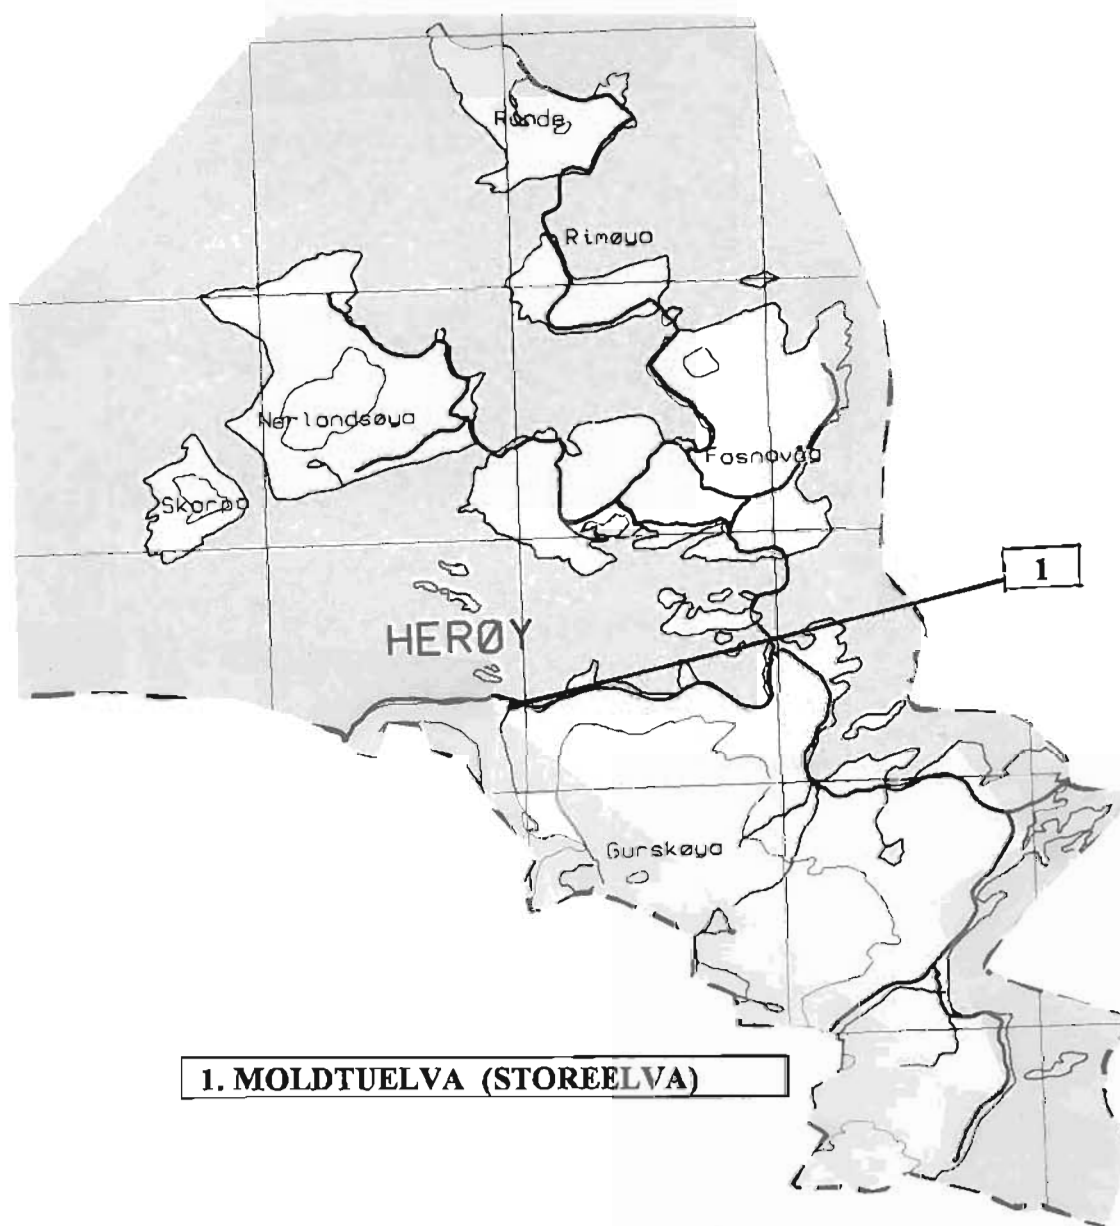 Runde
Rimøya
Nerlandsøya
Fosnavåg
Skorpa
1
HERØY
Gurskøya
1. MOLDTUELVA (STOREELVA)